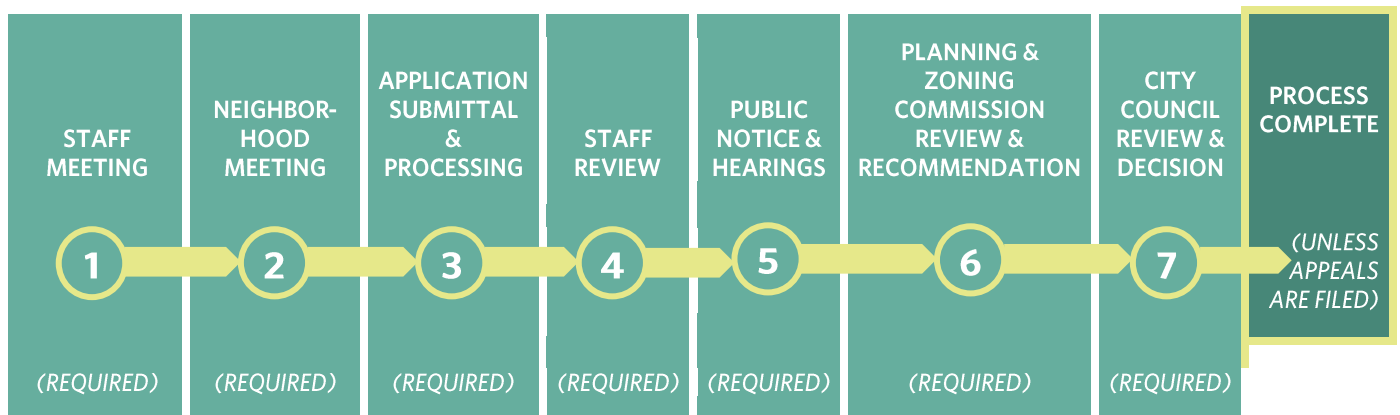 STAFF
MEETING
1
(REQUIRED)
NEIGHBOR-
HOOD
MEETING
2
(REQUIRED)
APPLICATION
SUBMITTAL
&
PROCESSING
3
(REQUIRED)
STAFF
REVIEW
4
(REQUIRED)
PUBLIC
NOTICE &
HEARINGS
5
(REQUIRED)
PLANNING &
ZONING
COMMISSION
REVIEW &
RECOMMENDATION
6
(REQUIRED)
CITY
COUNCIL
REVIEW &
DECISION
7
(REQUIRED)
PROCESS
COMPLETE
(UNLESS
APPEALS
ARE FILED)